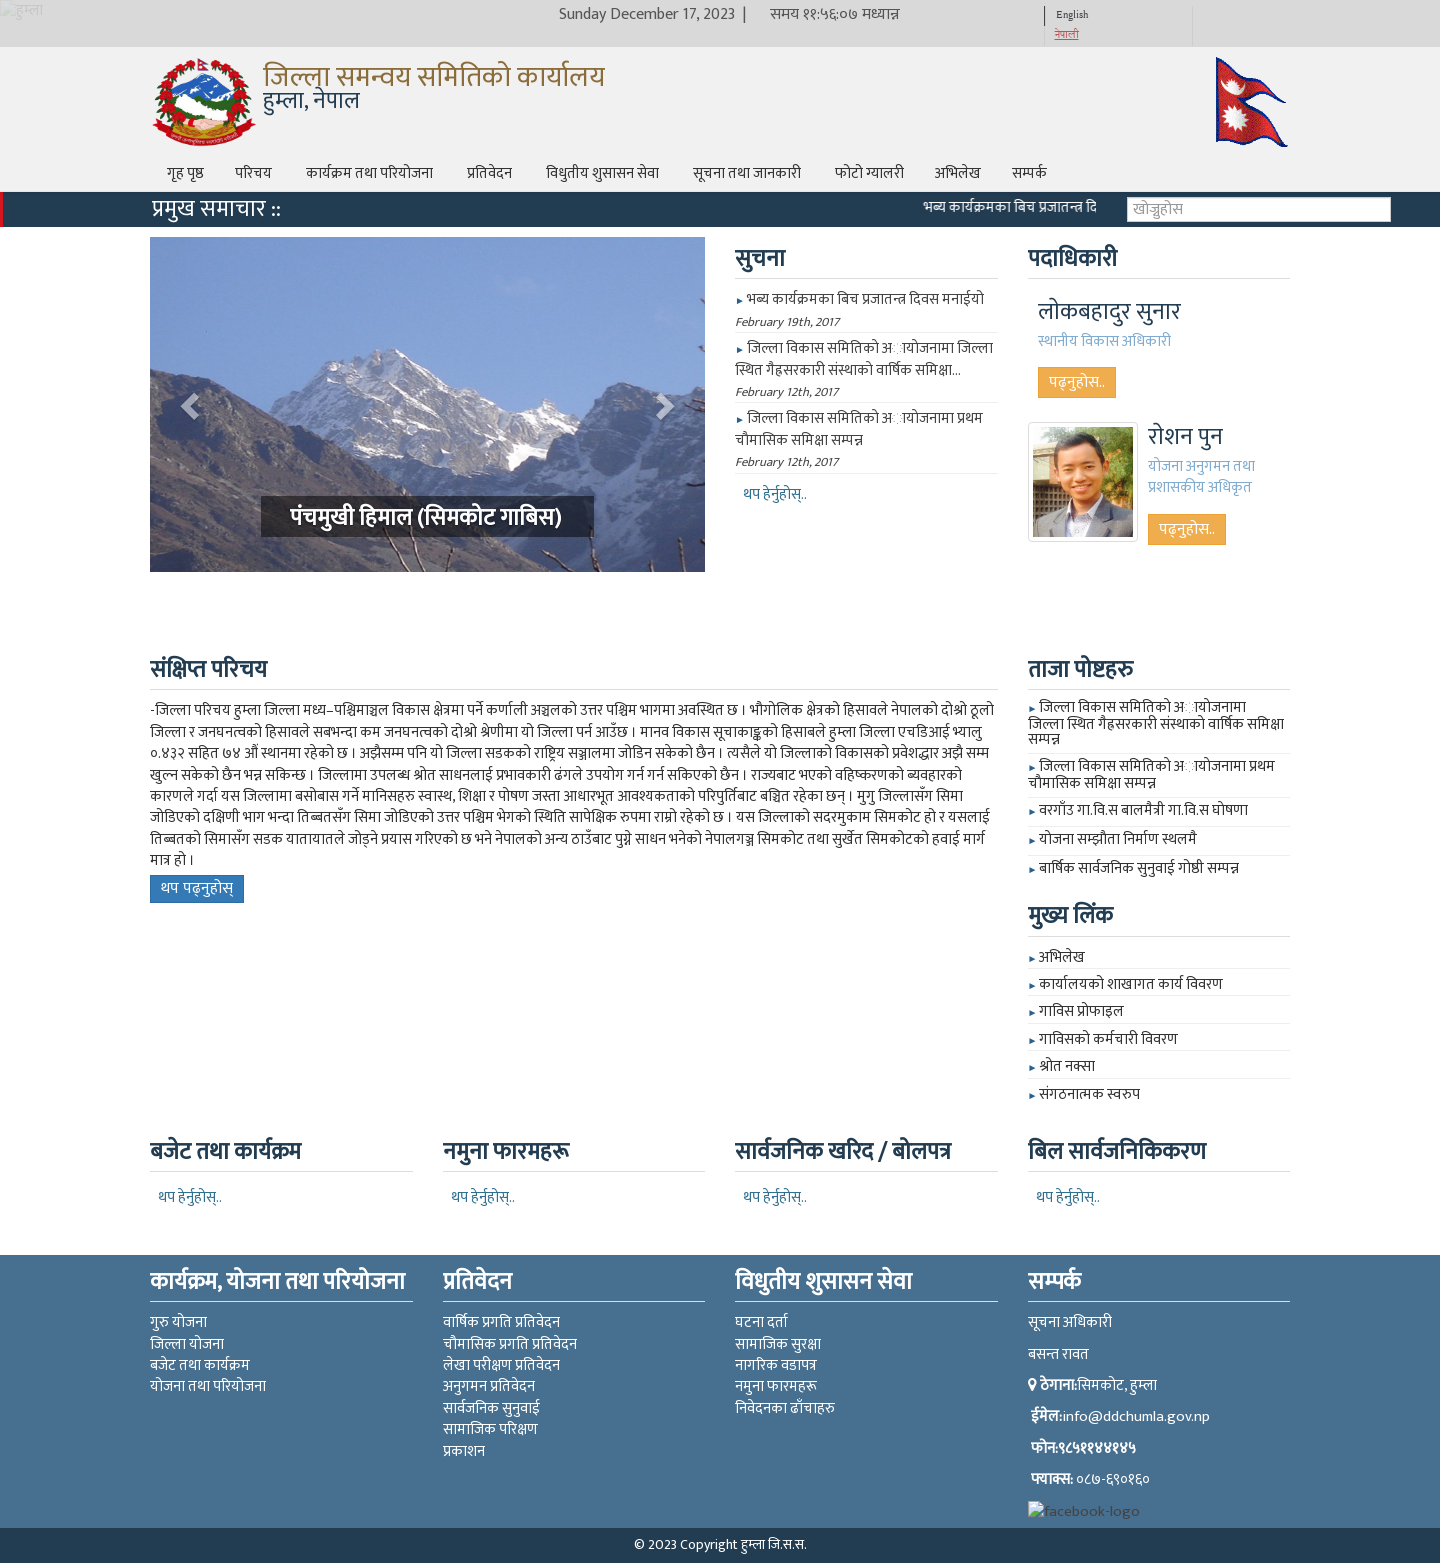 हुम्ला
Sunday December 17, 2023 | समय ११:५६:०७ मध्यान्न
English
नेपाली
जिल्ला समन्वय समितिको कार्यालय
हुम्ला, नेपाल
गृह पृष्ठ परिचय कार्यक्रम तथा परियोजना प्रतिवेदन विधुतीय शुसासन सेवा सूचना तथा जानकारी फोटो ग्यालरी अभिलेख सम्पर्क
प्रमुख समाचार :: भब्य कार्यक्रमका बिच प्रजातन्त्र दि खोज्नुहोस
पंचमुखी हिमाल (सिमकोट गाबिस)
सुचना
► भब्य कार्यक्रमका बिच प्रजातन्त्र दिवस मनाईयो
February 19th, 2017
► जिल्ला विकास समितिको अायोजनामा जिल्ला
स्थित गैह्रसरकारी संस्थाको वार्षिक समिक्षा...
February 12th, 2017
► जिल्ला विकास समितिको अायोजनामा प्रथम
चौमासिक समिक्षा सम्पन्न
February 12th, 2017
थप हेर्नुहोस्..
पदाधिकारी
लोकबहादुर सुनार
स्थानीय विकास अधिकारी
पढ्नुहोस..
रोशन पुन
योजना अनुगमन तथा
प्रशासकीय अधिकृत
पढ्नुहोस..
संक्षिप्त परिचय
-जिल्ला परिचय हुम्ला जिल्ला मध्य–पश्चिमाञ्चल विकास क्षेत्रमा पर्ने कर्णाली अञ्चलको उत्तर पश्चिम भागमा अवस्थित छ । भौगोलिक क्षेत्रको हिसावले नेपालको दोश्रो ठूलो
जिल्ला र जनघनत्वको हिसावले सबभन्दा कम जनघनत्वको दोश्रो श्रेणीमा यो जिल्ला पर्न आउँछ । मानव विकास सूचाकाङ्कको हिसाबले हुम्ला जिल्ला एचडिआई भ्यालु
०.४३२ सहित ७४ औं स्थानमा रहेको छ । अझैसम्म पनि यो जिल्ला सडकको राष्ट्रिय सञ्जालमा जोडिन सकेको छैन । त्यसैले यो जिल्लाको विकासको प्रवेशद्धार अझै सम्म
खुल्न सकेको छैन भन्न सकिन्छ । जिल्लामा उपलब्ध श्रोत साधनलाई प्रभावकारी ढंगले उपयोग गर्न गर्न सकिएको छैन । राज्यबाट भएको वहिष्करणको ब्यवहारको
कारणले गर्दा यस जिल्लामा बसोबास गर्ने मानिसहरु स्वास्थ, शिक्षा र पोषण जस्ता आधारभूत आवश्यकताको परिपुर्तिबाट बञ्चित रहेका छन् । मुगु जिल्लासँग सिमा
जोडिएको दक्षिणी भाग भन्दा तिब्बतसँग सिमा जोडिएको उत्तर पश्चिम भेगको स्थिति सापेक्षिक रुपमा राम्रो रहेको छ । यस जिल्लाको सदरमुकाम सिमकोट हो र यसलाई
तिब्बतको सिमासँग सडक यातायातले जोड्ने प्रयास गरिएको छ भने नेपालको अन्य ठाउँबाट पुग्ने साधन भनेको नेपालगञ्ज सिमकोट तथा सुर्खेत सिमकोटको हवाई मार्ग
मात्र हो ।
थप पढ्नुहोस्
ताजा पोष्टहरु
► जिल्ला विकास समितिको अायोजनामा
जिल्ला स्थित गैह्रसरकारी संस्थाको वार्षिक समिक्षा
सम्पन्न
► जिल्ला विकास समितिको अायोजनामा प्रथम
चौमासिक समिक्षा सम्पन्न
► वरगाँउ गा.वि.स बालमैत्री गा.वि.स घोषणा
► योजना सम्झौता निर्माण स्थलमै
► बार्षिक सार्वजनिक सुनुवाई गोष्ठी सम्पन्न
मुख्य लिंक
► अभिलेख
► कार्यालयको शाखागत कार्य विवरण
► गाविस प्रोफाइल
► गाविसको कर्मचारी विवरण
► श्रोत नक्सा
► संगठनात्मक स्वरुप
बजेट तथा कार्यक्रम नमुना फारमहरू सार्वजनिक खरिद / बोलपत्र बिल सार्वजनिकिकरण
थप हेर्नुहोस्.. थप हेर्नुहोस्.. थप हेर्नुहोस्.. थप हेर्नुहोस्..
कार्यक्रम, योजना तथा परियोजना
गुरु योजना
जिल्ला योजना
बजेट तथा कार्यक्रम
योजना तथा परियोजना
प्रतिवेदन
वार्षिक प्रगति प्रतिवेदन
चौमासिक प्रगति प्रतिवेदन
लेखा परीक्षण प्रतिवेदन
अनुगमन प्रतिवेदन
सार्वजनिक सुनुवाई
सामाजिक परिक्षण
प्रकाशन
विधुतीय शुसासन सेवा
घटना दर्ता
सामाजिक सुरक्षा
नागरिक वडापत्र
नमुना फारमहरू
निवेदनका ढाँचाहरु
सम्पर्क
सूचना अधिकारी
बसन्त रावत
ठेगाना:सिमकोट, हुम्ला
ईमेल:info@ddchumla.gov.np
फोन:९८५११४४१४५
फ्याक्स: ०८७-६९०१६०
facebook-logo
© 2023 Copyright हुम्ला जि.स.स.